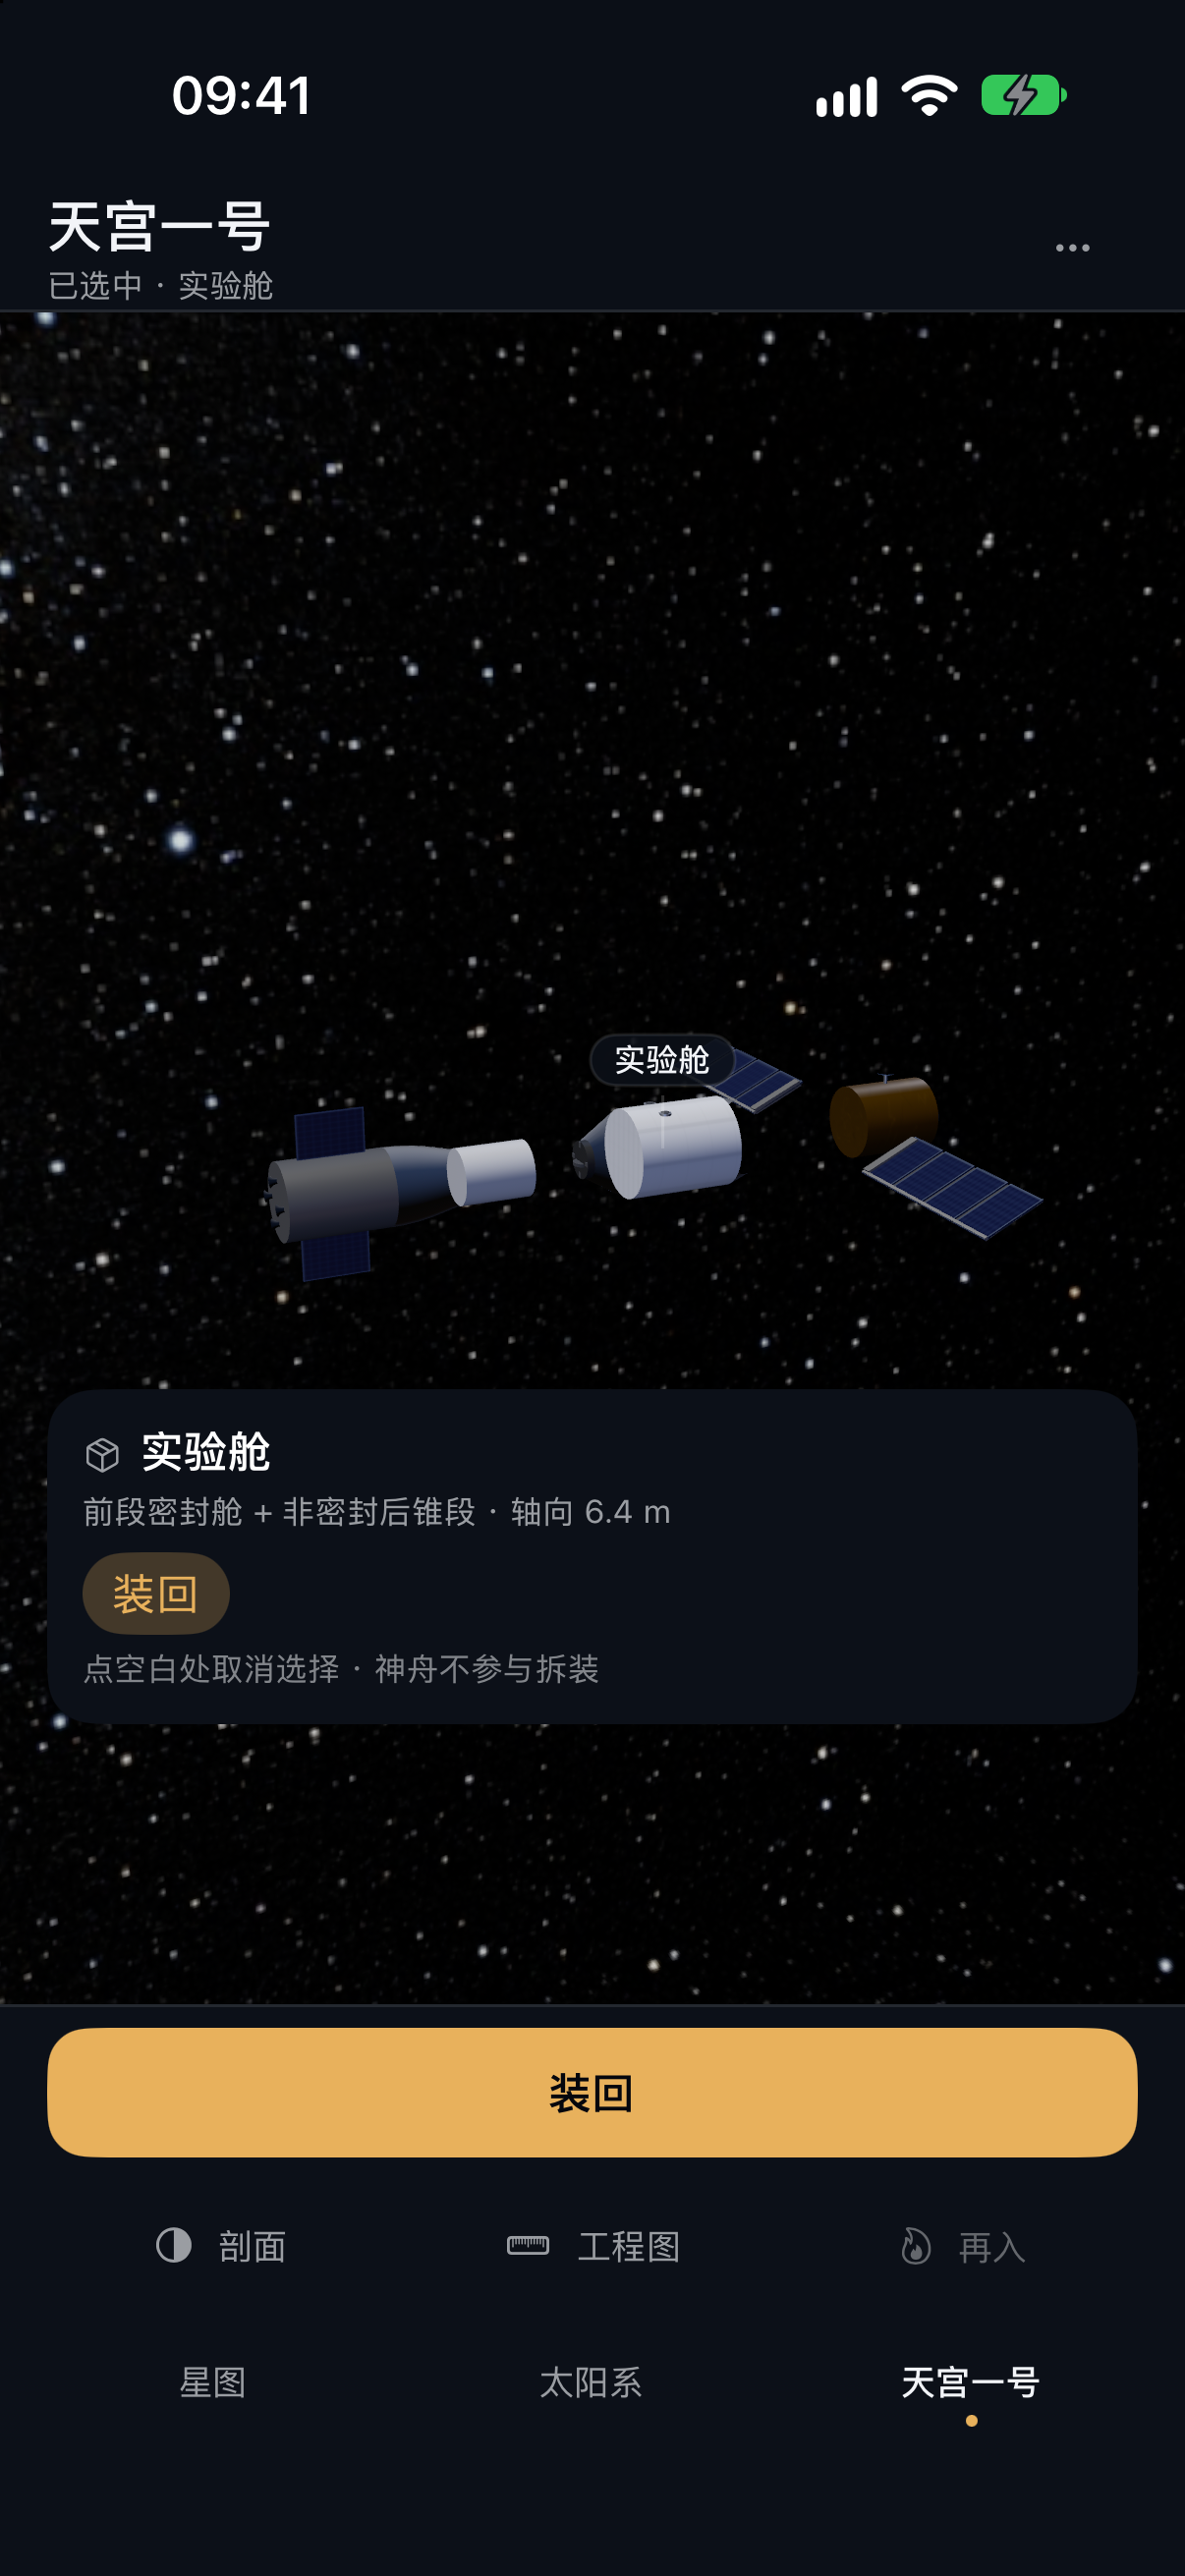 09:41
天宫一号
已选中 · 实验舱
实验舱
实验舱
前段密封舱 + 非密封后锥段 · 轴向 6.4 m
装回
点空白处取消选择 · 神舟不参与拆装
装回
剖面
工程图
再入
星图
太阳系
天宫一号